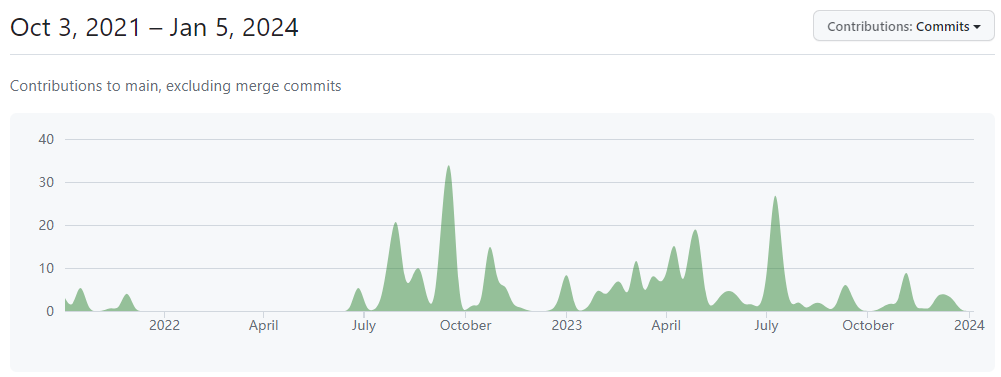 Oct 3, 2021 – Jan 5, 2024
Contributions: Commits
Contributions to main, excluding merge commits
40
30
20
10
0
2022 April July October 2023 April July October 2024